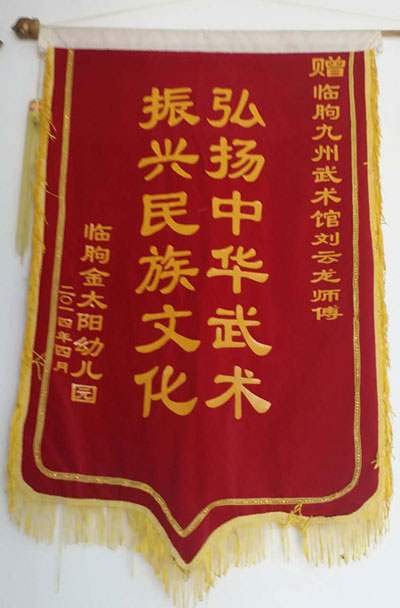 赠临朐九州武术馆刘云龙师傅
弘扬中华武术
振兴民族文化
临朐金太阳幼儿园
二〇一四年四月